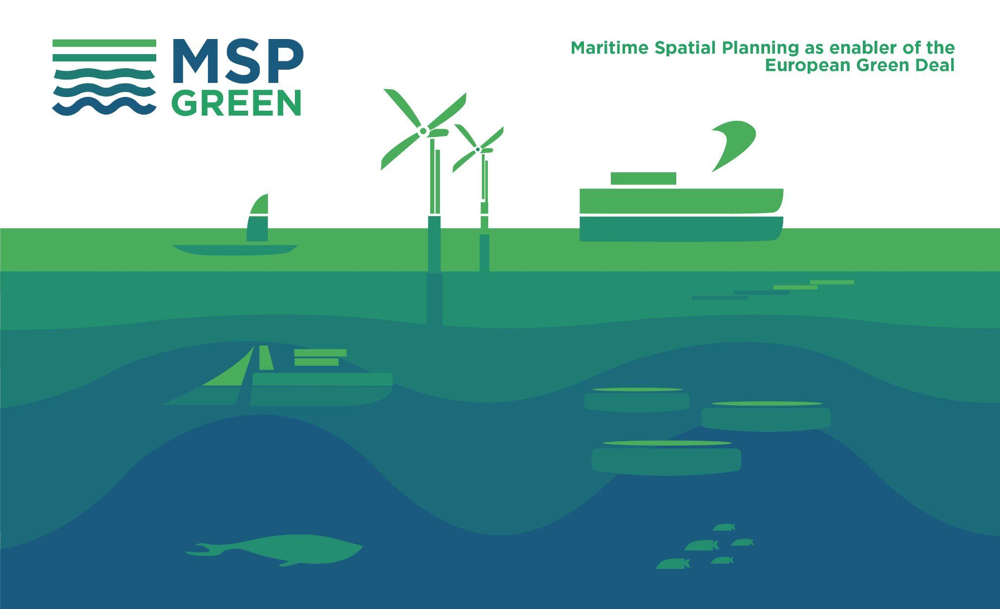 MSP
GREEN
Maritime Spatial Planning as enabler of the
European Green Deal